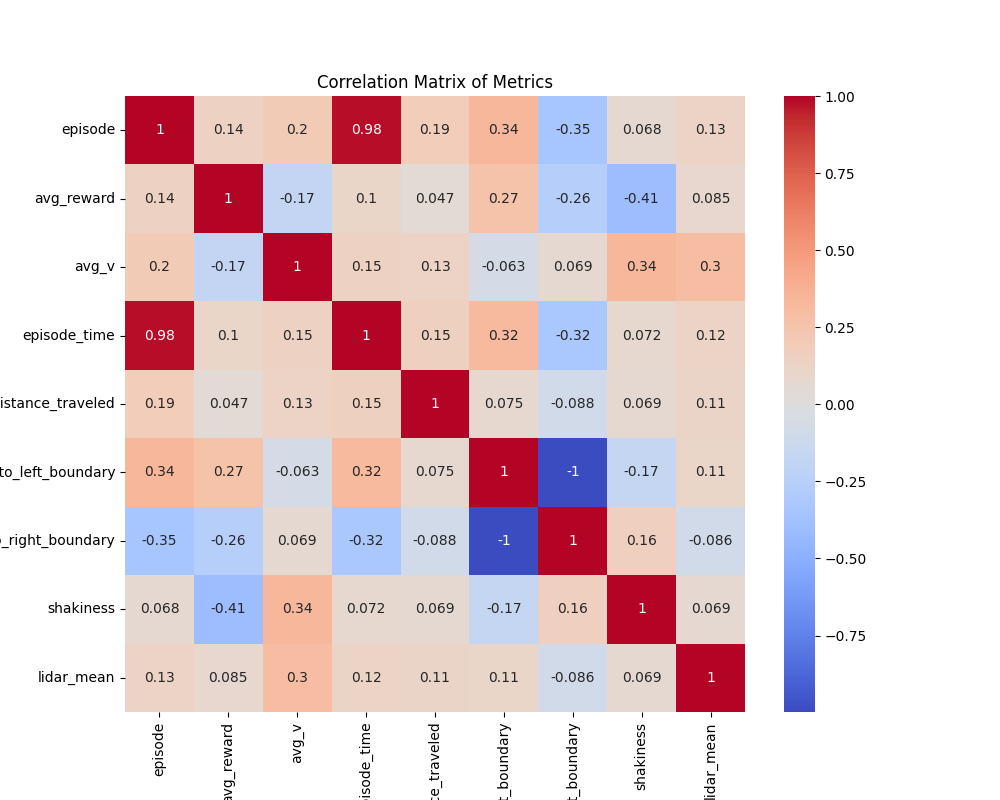 Correlation Matrix of Metrics
episode 1 0.14 0.2 0.98 0.19 0.34 -0.35 0.068 0.13
avg_reward 0.14 1 -0.17 0.1 0.047 0.27 -0.26 -0.41 0.085
avg_v 0.2 -0.17 1 0.15 0.13 -0.063 0.069 0.34 0.3
episode_time 0.98 0.1 0.15 1 0.15 0.32 -0.32 0.072 0.12
istance_traveled 0.19 0.047 0.13 0.15 1 0.075 -0.088 0.069 0.11
to_left_boundary 0.34 0.27 -0.063 0.32 0.075 1 -1 -0.17 0.11
o_right_boundary -0.35 -0.26 0.069 -0.32 -0.088 -1 1 0.16 -0.086
shakiness 0.068 -0.41 0.34 0.072 0.069 -0.17 0.16 1 0.069
lidar_mean 0.13 0.085 0.3 0.12 0.11 0.11 -0.086 0.069 1
episode
avg_reward
avg_v
isode_time
ce_traveled
t_boundary
t_boundary
shakiness
lidar_mean
1.00
0.75
0.50
0.25
0.00
−0.25
−0.50
−0.75